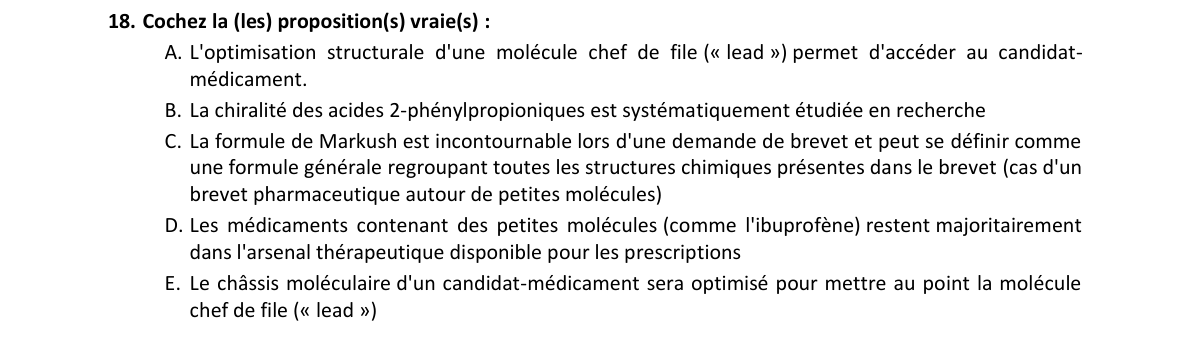 18. Cochez la (les) proposition(s) vraie(s) :
A. L'optimisation structurale d'une molécule chef de file (« lead ») permet d'accéder au candidat-
médicament.
B. La chiralité des acides 2-phénylpropioniques est systématiquement étudiée en recherche
C. La formule de Markush est incontournable lors d'une demande de brevet et peut se définir comme
une formule générale regroupant toutes les structures chimiques présentes dans le brevet (cas d'un
brevet pharmaceutique autour de petites molécules)
D. Les médicaments contenant des petites molécules (comme l'ibuprofène) restent majoritairement
dans l'arsenal thérapeutique disponible pour les prescriptions
E. Le châssis moléculaire d'un candidat-médicament sera optimisé pour mettre au point la molécule
chef de file (« lead »)